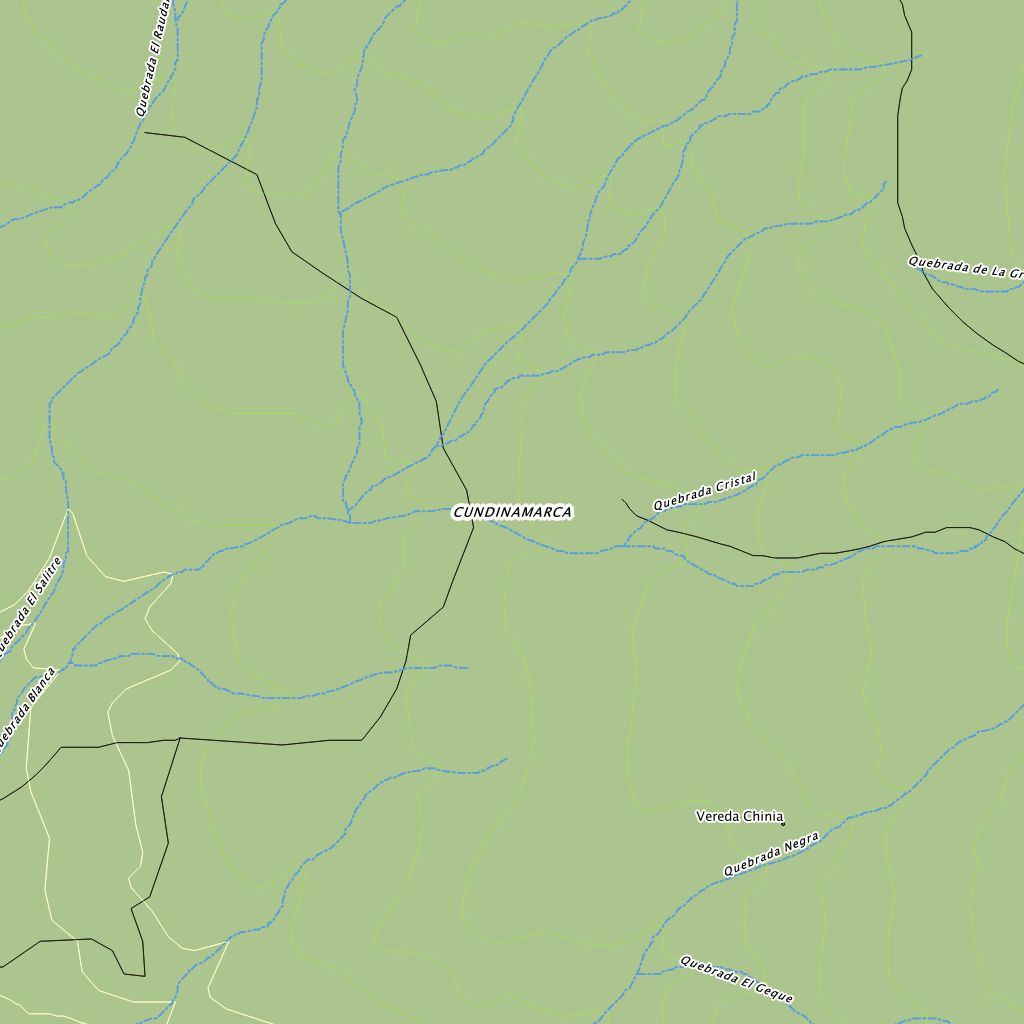 Quebrada El Raudal
Quebrada de La Gr
Quebrada Cristal
CUNDINAMARCA
Quebrada El Salitre
Quebrada Blanca
Vereda Chinia
Quebrada Negra
Quebrada El Geque